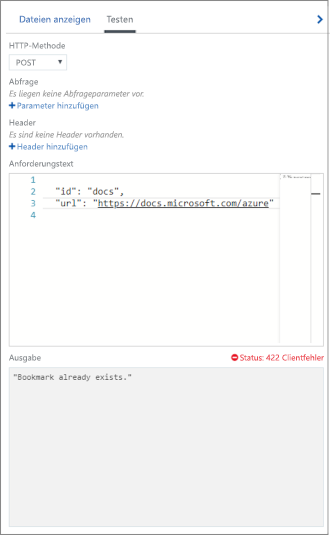 Dateien anzeigen Testen
HTTP-Methode
POST
Abfrage
Es liegen keine Abfrageparameter vor.
+Parameter hinzufügen
Header
Es sind keine Header vorhanden.
+Header hinzufügen
Anforderungstext
1
2 "id": "docs",
3 "url": "https://docs.microsoft.com/azure"
4
Ausgabe Status: 422 Clientfehler
"Bookmark already exists."